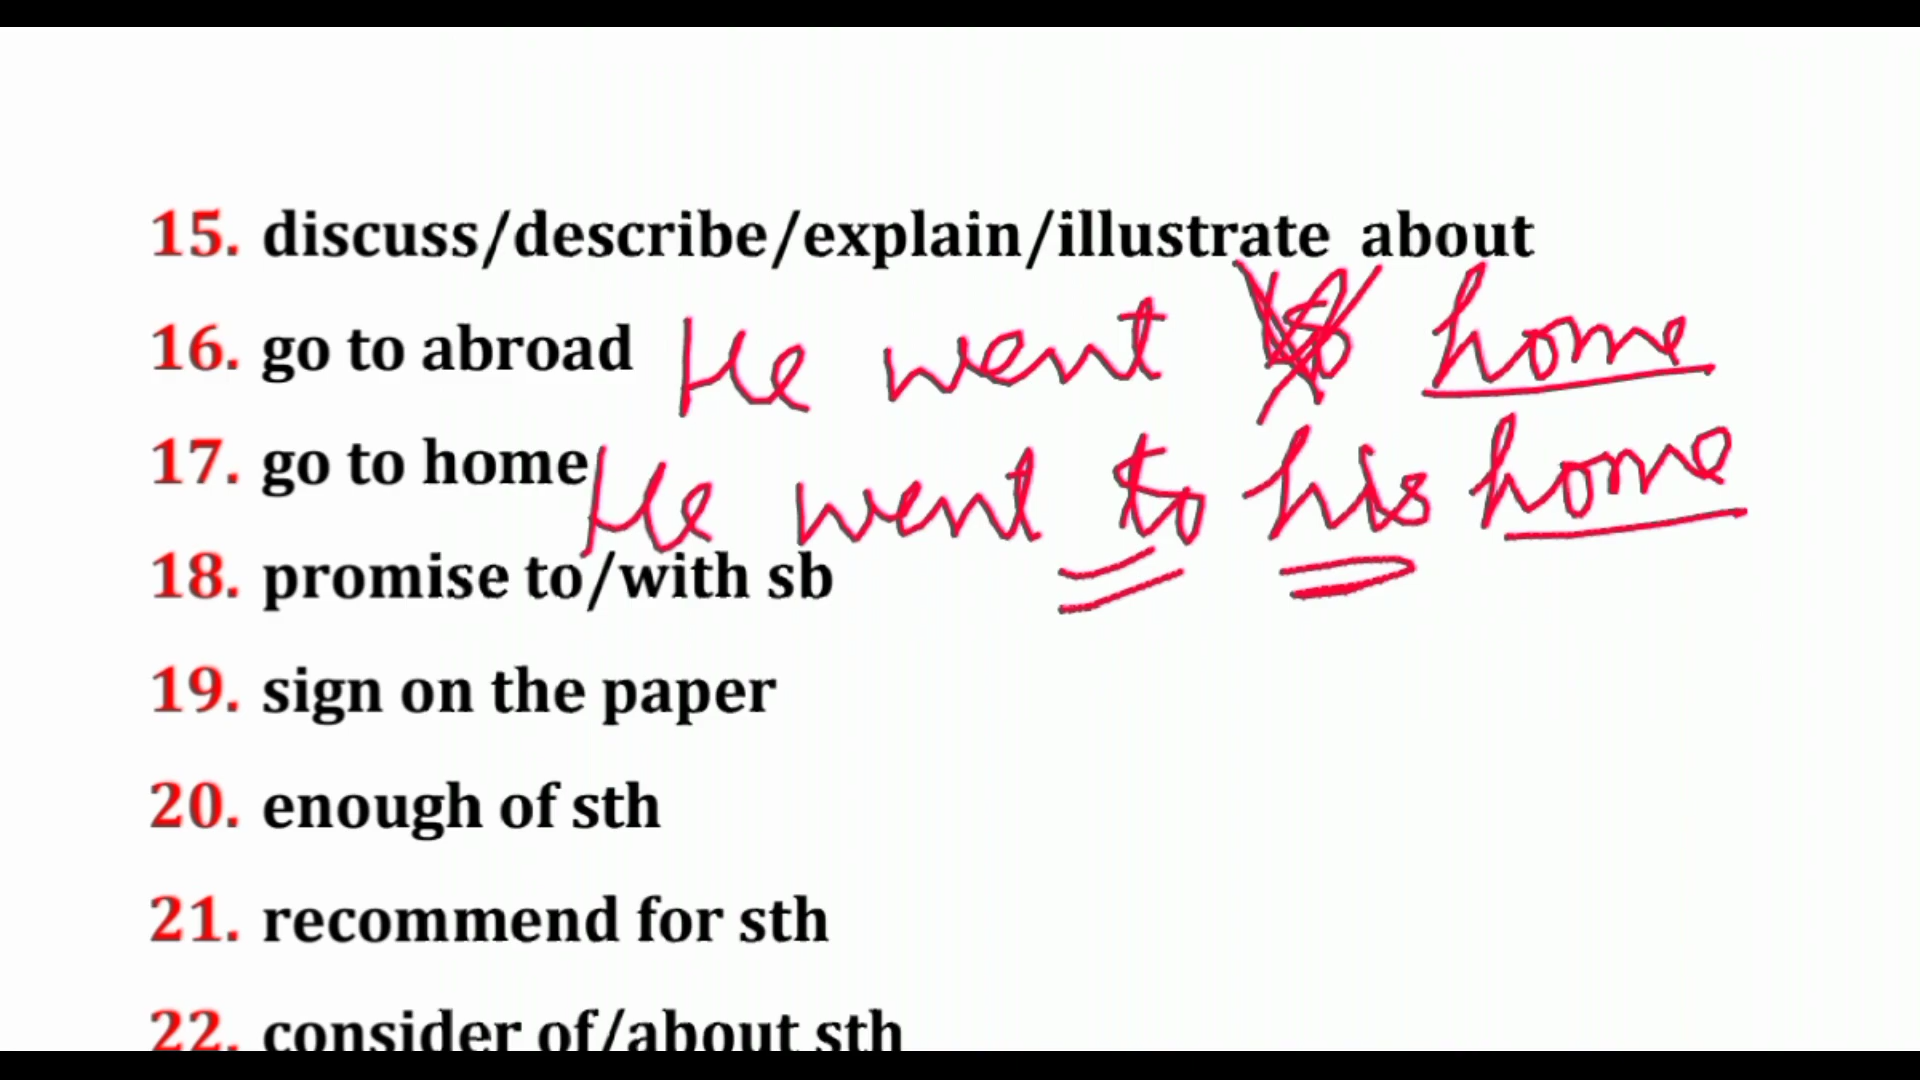 15. discuss/describe/explain/illustrate about
16. go to abroad He went to home
17. go to home He went to his home
18. promise to/with sb
19. sign on the paper
20. enough of sth
21. recommend for sth
22. consider of/about sth